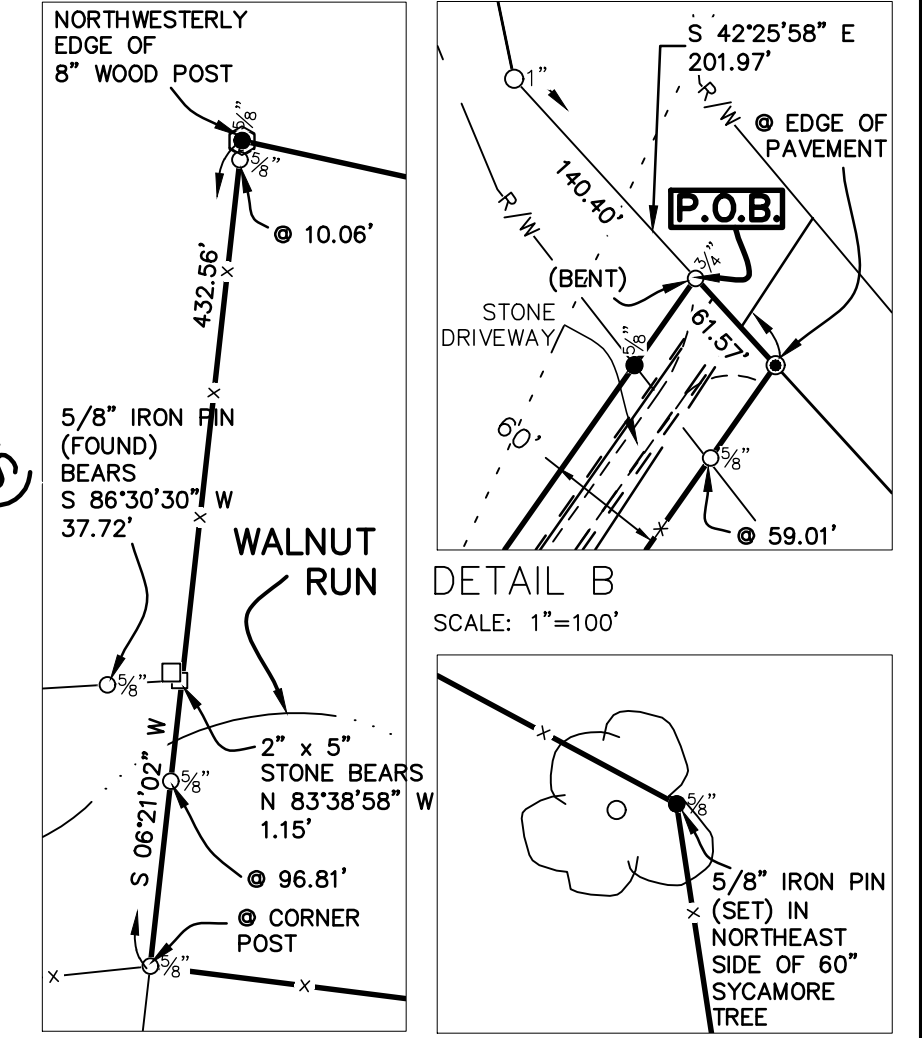 NORTHWESTERLY
EDGE OF
8" WOOD POST
5/8"
5/8"
@ 10.06'
432.56'
x
x
5/8" IRON PIN
(FOUND)
BEARS
S 86°30'30" W
37.72'
x
WALNUT
RUN
5/8"
2" x 5"
STONE BEARS
N 83°38'58" W
1.15'
5/8"
S 06°21'02" W
@ 96.81'
@ CORNER
POST
5/8"
x
x
S 42°25'58" E
201.97'
1"
R/W
@ EDGE OF
PAVEMENT
140.40'
P.O.B.
R/W
3/4"
(BENT)
STONE
DRIVEWAY
61.57'
5/8"
60'
5/8"
x
@ 59.01'
DETAIL B
SCALE: 1"=100'
x
5/8"
5/8" IRON PIN
x (SET) IN
NORTHEAST
SIDE OF 60"
SYCAMORE
TREE